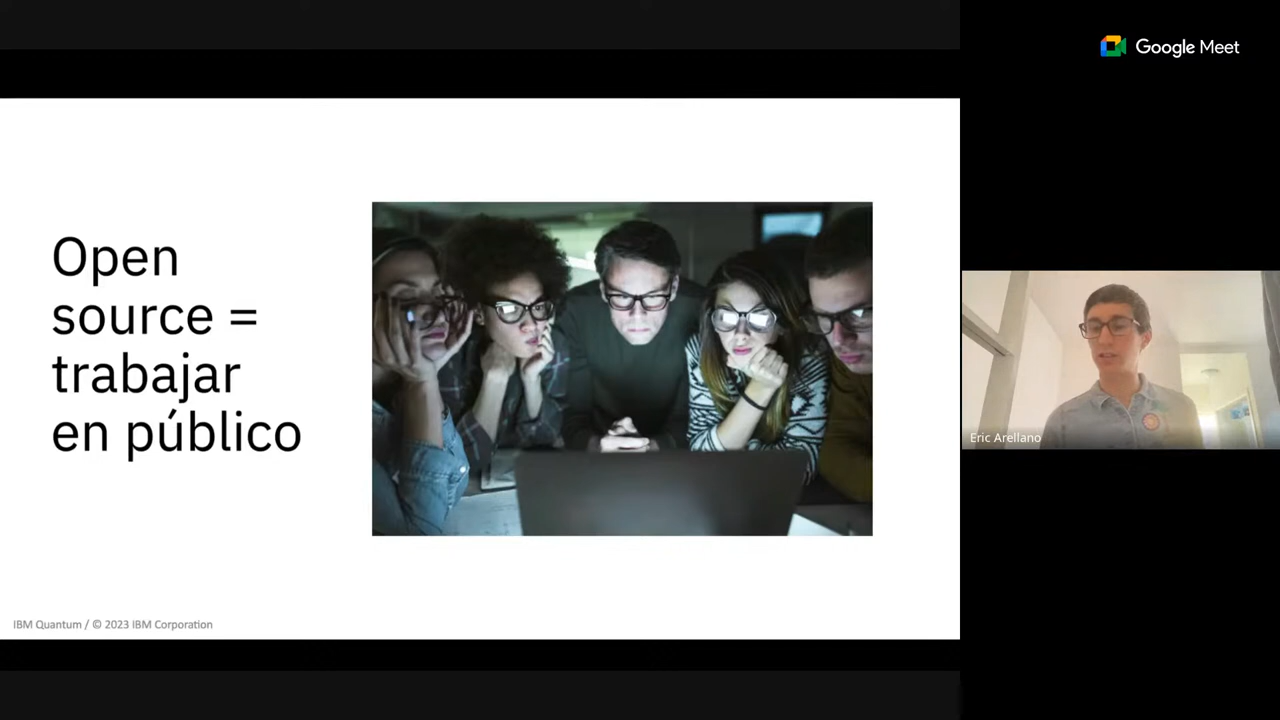 Google Meet
Open
source =
trabajar
en público
Eric Arellano
IBM Quantum / © 2023 IBM Corporation